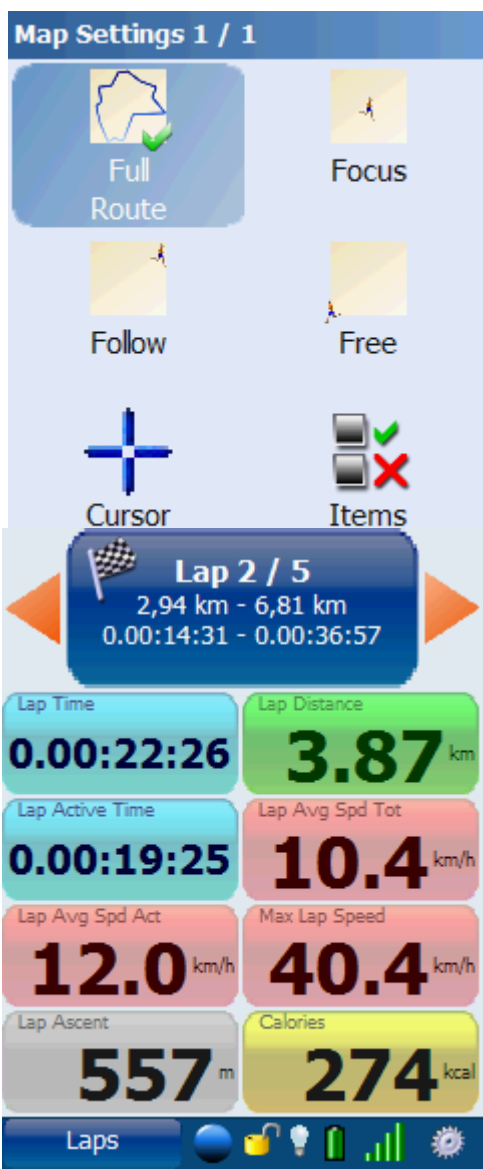 Map Settings 1 / 1
Full
Route
Focus
Follow
Free
Cursor
Items
Lap 2 / 5
2,94 km - 6,81 km
0.00:14:31 - 0.00:36:57
Lap Time
0.00:22:26
Lap Distance
3.87 km
Lap Active Time
0.00:19:25
Lap Avg Spd Tot
10.4 km/h
Lap Avg Spd Act
12.0 km/h
Max Lap Speed
40.4 km/h
Lap Ascent
557 m
Calories
274 kcal
Laps